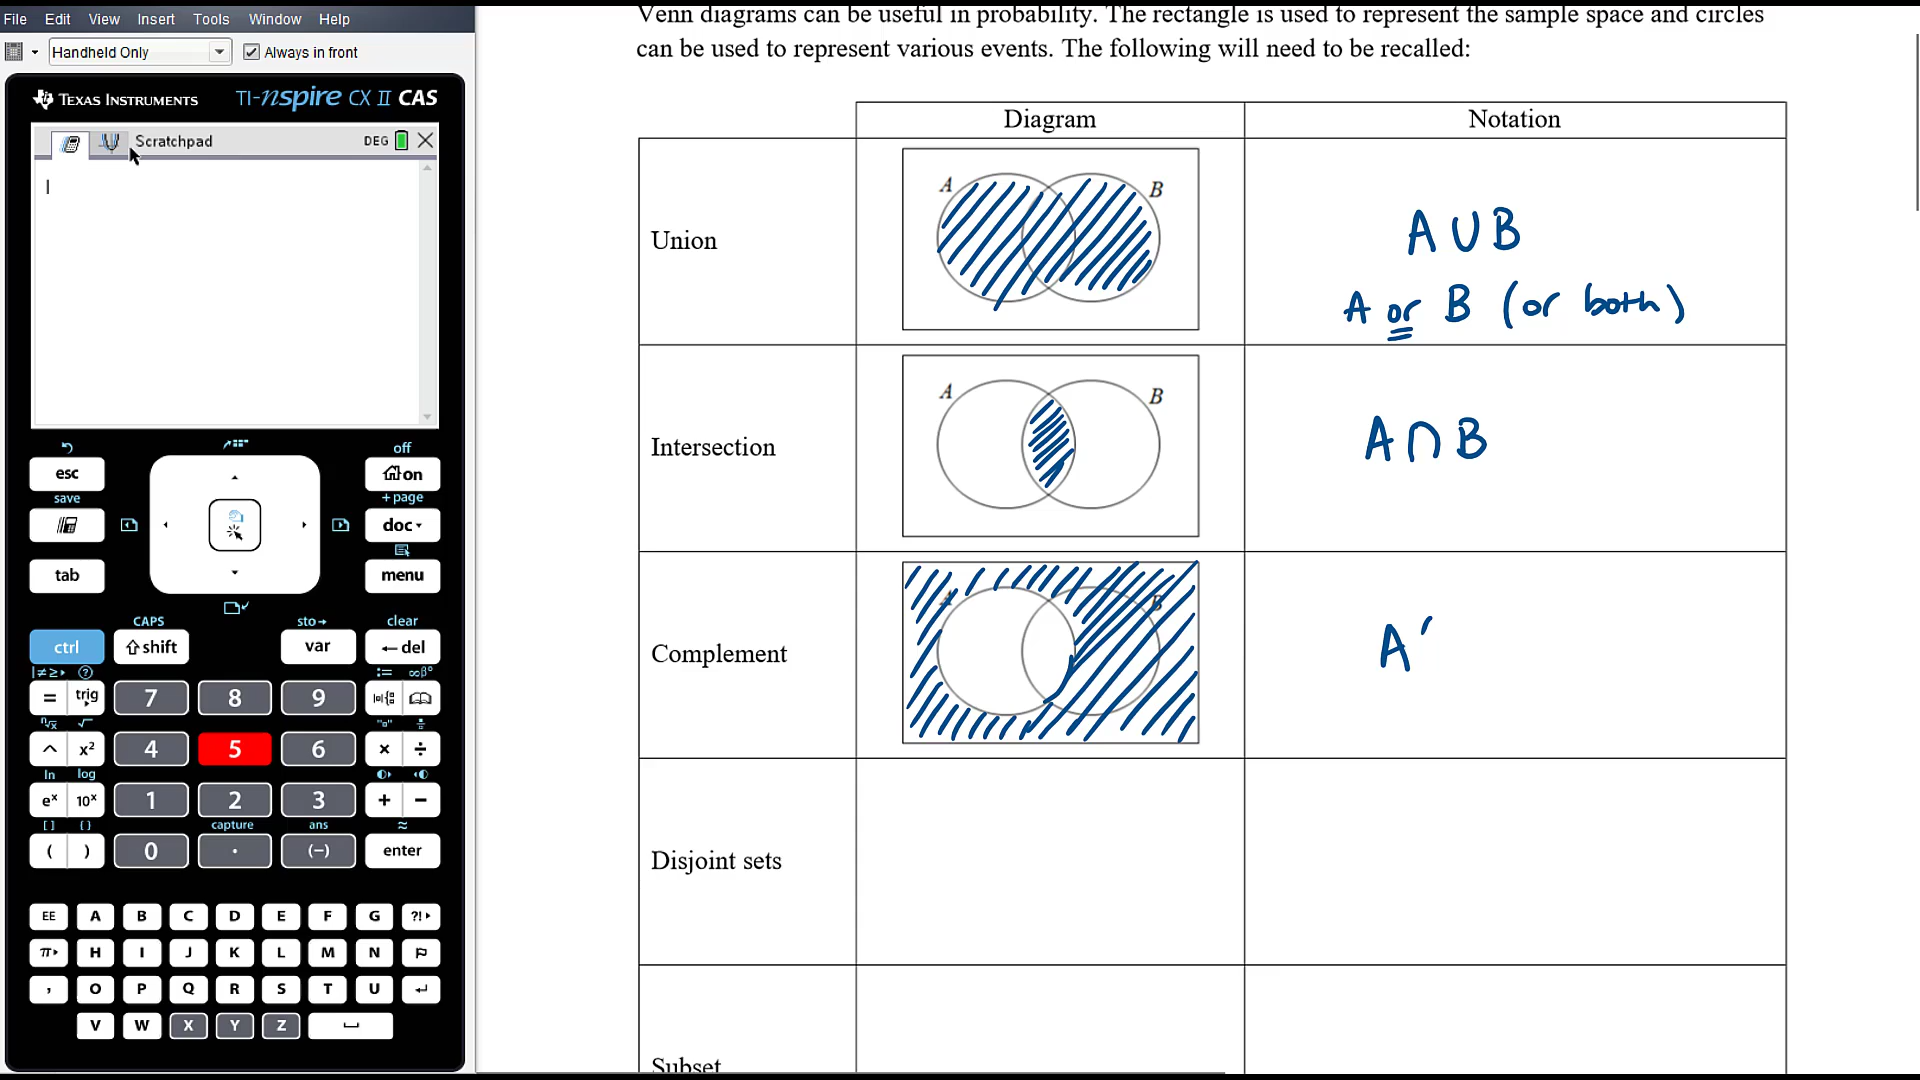 File Edit View Insert Tools Window Help
Handheld Only Always in front
TEXAS INSTRUMENTS TI-nspire CX II CAS
Scratchpad DEG
off
esc on
save + page
doc
tab menu
CAPS sto→ clear
ctrl ⇧shift var ←del
|≠≥▸ ? := ∞β°
= trig 7 8 9
ⁿ√x √ "▫"
^ x² 4 5 6 × ÷
ln log
eˣ 10ˣ 1 2 3 + −
[ ] { } capture ans ≈
( ) 0 . (−) enter
EE A B C D E F G ?!▸
π▸ H I J K L M N
, O P Q R S T U ↵
V W X Y Z
Venn diagrams can be useful in probability. The rectangle is used to represent the sample space and circles
can be used to represent various events. The following will need to be recalled:
Diagram Notation
Union
A B
A ∪ B
A or B (or both)
Intersection
A B
A ∩ B
Complement
A B
A′
Disjoint sets
Subset